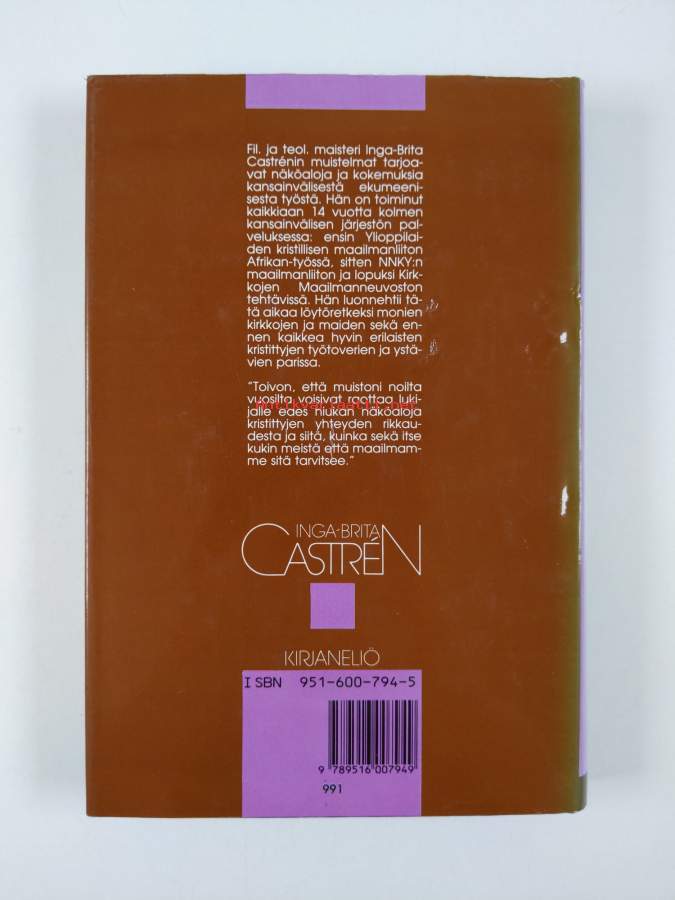 Fil. ja teol. maisteri Inga-Brita
Castrénin muistelmat tarjoa-
vat näköaloja ja kokemuksia
kansainvälisestä ekumeeni-
sesta työstä. Hän on toiminut
kaikkiaan 14 vuotta kolmen
kansainvälisen järjestön pal-
veluksessa: ensin Ylioppilai-
den kristillisen maailmanliiton
Afrikan-työssä, sitten NNKY:n
maailmanliiton ja lopuksi Kirk-
kojen Maailmanneuvoston
tehtävissä. Hän luonnehtii tä-
tä aikaa löytöretkeksi monien
kirkkojen ja maiden sekä en-
nen kaikkea hyvin erilaisten
kristittyjen työtoverien ja ystä-
vien parissa.
"Toivon, että muistoni noilta
vuosilta voisivat avottaa luki-
jalle edes hiukan näköaloja
kristittyjen yhteyden rikkau-
desta ja siitä, kuinka sekä itse
kukin meistä että maailmam-
me sitä tarvitsee."
INGA-BRITA
CASTRÉN
KIRJANELIÖ
ISBN 951-600-794-5
9 789516 007949
991